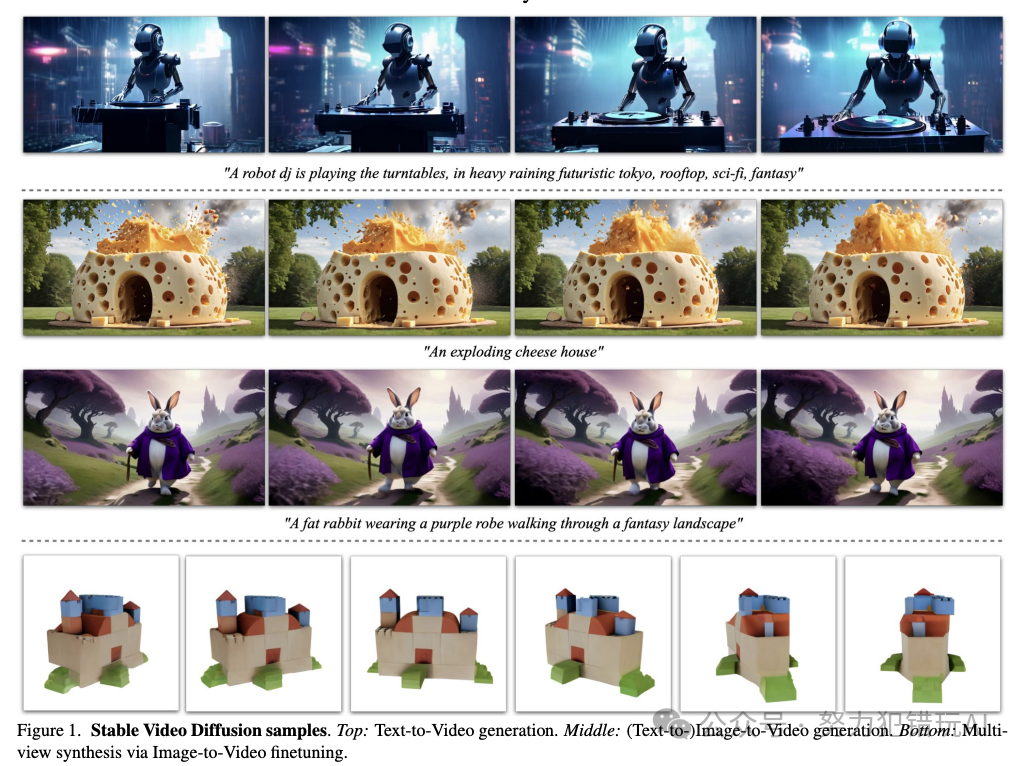 "A robot dj is playing the turntables, in heavy raining futuristic tokyo, rooftop, sci-fi, fantasy"
"An exploding cheese house"
"A fat rabbit wearing a purple robe walking through a fantasy landscape"
Figure 1. Stable Video Diffusion samples. Top: Text-to-Video generation. Middle: (Text-to-)Image-to-Video generation. Bottom: Multi-
view synthesis via Image-to-Video finetuning.
公众号 · 努力犯错玩AI